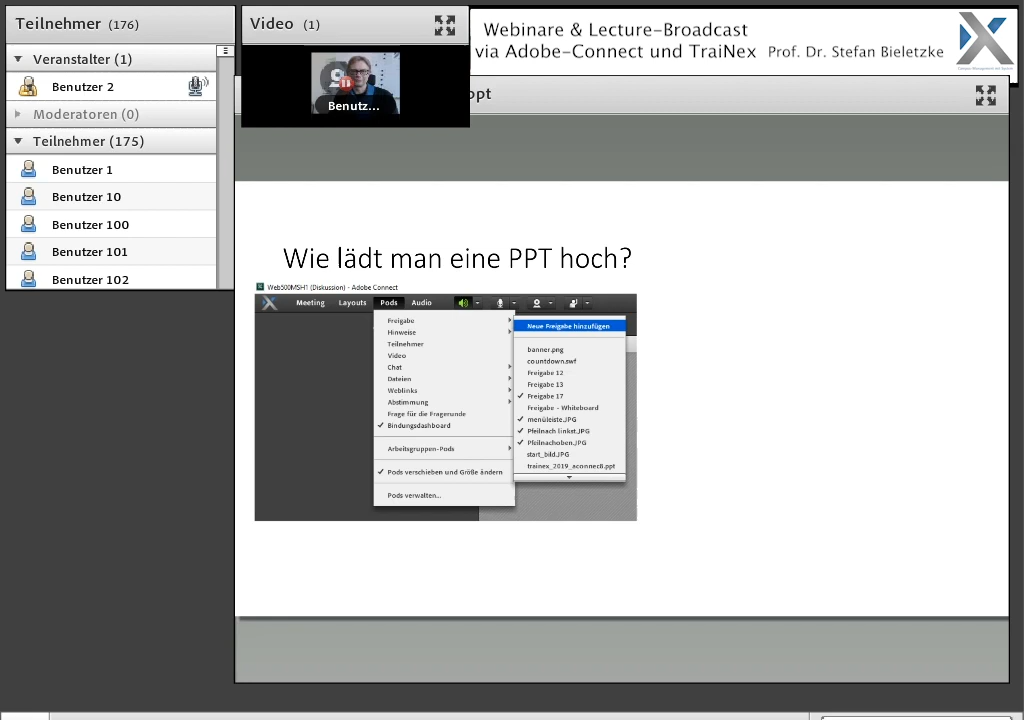 Teilnehmer (176)
Veranstalter (1)
Benutzer 2
Moderatoren (0)
Teilnehmer (175)
Benutzer 1
Benutzer 10
Benutzer 100
Benutzer 101
Benutzer 102
Video (1)
Benutz...
Webinare & Lecture-Broadcast
via Adobe-Connect und TraiNex Prof. Dr. Stefan Bieletzke
ppt
Wie lädt man eine PPT hoch?
Web500MSH1 (Diskussion) - Adobe Connect
Meeting Layouts Pods Audio
Freigabe
Hinweise
Teilnehmer
Video
Chat
Dateien
Weblinks
Abstimmung
Frage für die Fragerunde
Bindungsdashboard
Arbeitsgruppen-Pods
Pods verschieben und Größe ändern
Pods verwalten...
Neue Freigabe hinzufügen
banner.png
countdown.swf
Freigabe 12
Freigabe 13
Freigabe 17
Freigabe - Whiteboard
menüleiste.JPG
Pfeilnach linkst.JPG
Pfeilnachoben.JPG
start_bild.JPG
trainex_2019_aconnec8.ppt